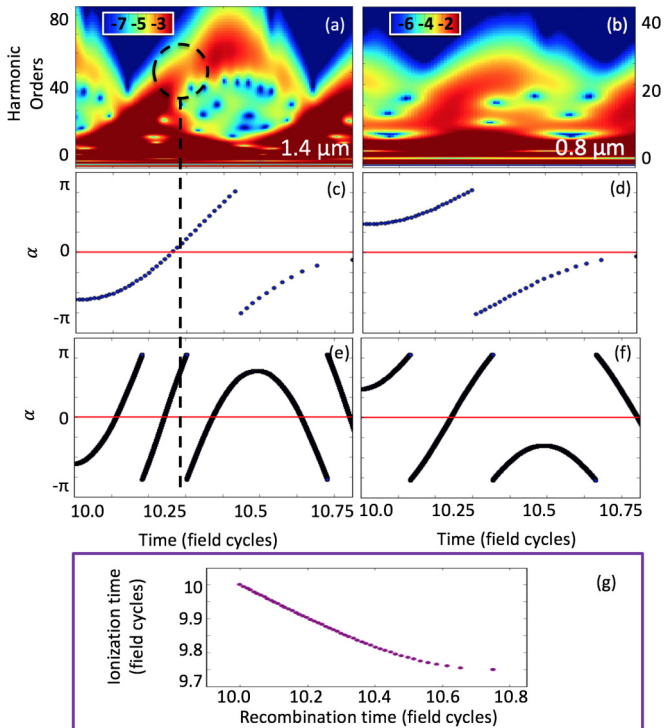 80 -7 -5 -3 (a) -6 -4 -2 (b) 40
Harmonic
Orders
40 20
0 1.4 µm 0.8 µm 0
π (c) (d)
α 0
-π
π (e) (f)
α 0
-π
10.0 10.25 10.5 10.75 10.0 10.25 10.5 10.75
Time (field cycles) Time (field cycles)
Ionization time
(field cycles)
10 (g)
9.9
9.8
9.7
10.0 10.2 10.4 10.6 10.8
Recombination time (field cycles)